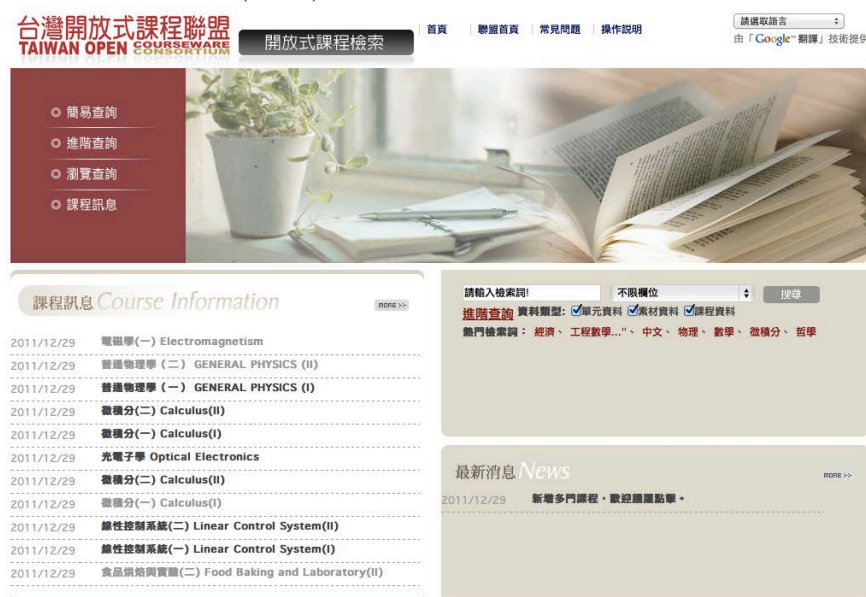 台灣開放式課程聯盟
TAIWAN OPEN COURSEWARE CONSORTIUM
開放式課程檢索
首頁 聯盟首頁 常見問題 操作說明
請選取語言
由「Google™翻譯」技術提供
簡易查詢
進階查詢
瀏覽查詢
課程訊息
課程訊息 Course Information
MORE >>
2011/12/29 電磁學(一) Electromagnetism
2011/12/29 普通物理學(二) GENERAL PHYSICS (II)
2011/12/29 普通物理學(一) GENERAL PHYSICS (I)
2011/12/29 微積分(二) Calculus(II)
2011/12/29 微積分(一) Calculus(I)
2011/12/29 光電子學 Optical Electronics
2011/12/29 微積分(二) Calculus(II)
2011/12/29 微積分(一) Calculus(I)
2011/12/29 線性控制系統(二) Linear Control System(II)
2011/12/29 線性控制系統(一) Linear Control System(I)
2011/12/29 食品烘焙與實驗(二) Food Baking and Laboratory(II)
請輸入檢索詞! 不限欄位 搜尋
進階查詢 資料類型: 單元資料 素材資料 課程資料
熱門檢索詞: 經濟、 工程數學..."、 中文、 物理、 數學、 微積分、 哲學
最新消息 News
MORE >>
2011/12/29 新增多門課程,歡迎踴躍點擊。